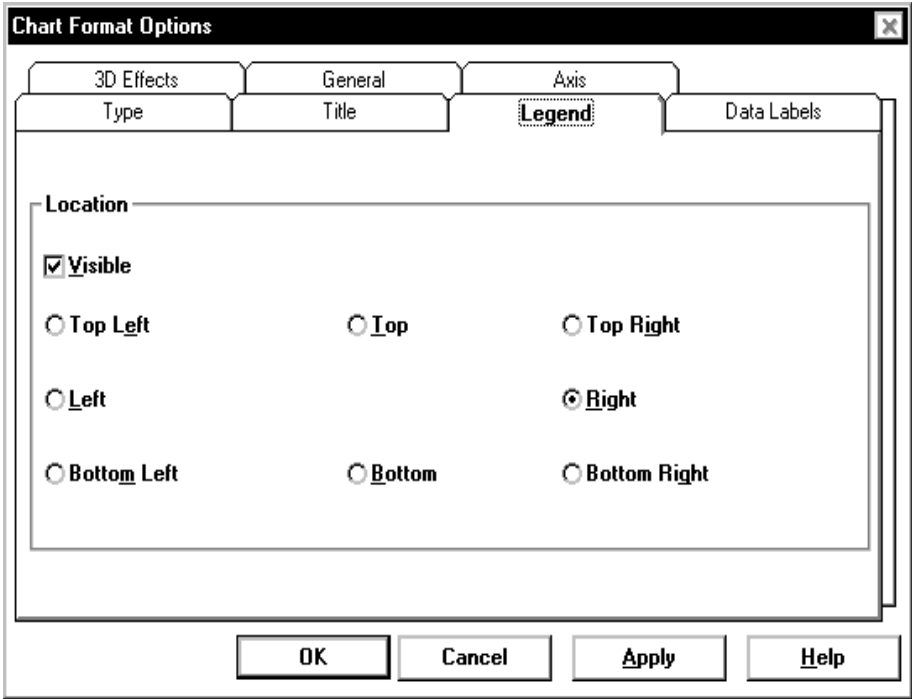 Chart Format Options
3D Effects General Axis
Type Title Legend Data Labels
Location
Visible
Top Left Top Top Right
Left Right
Bottom Left Bottom Bottom Right
OK Cancel Apply Help